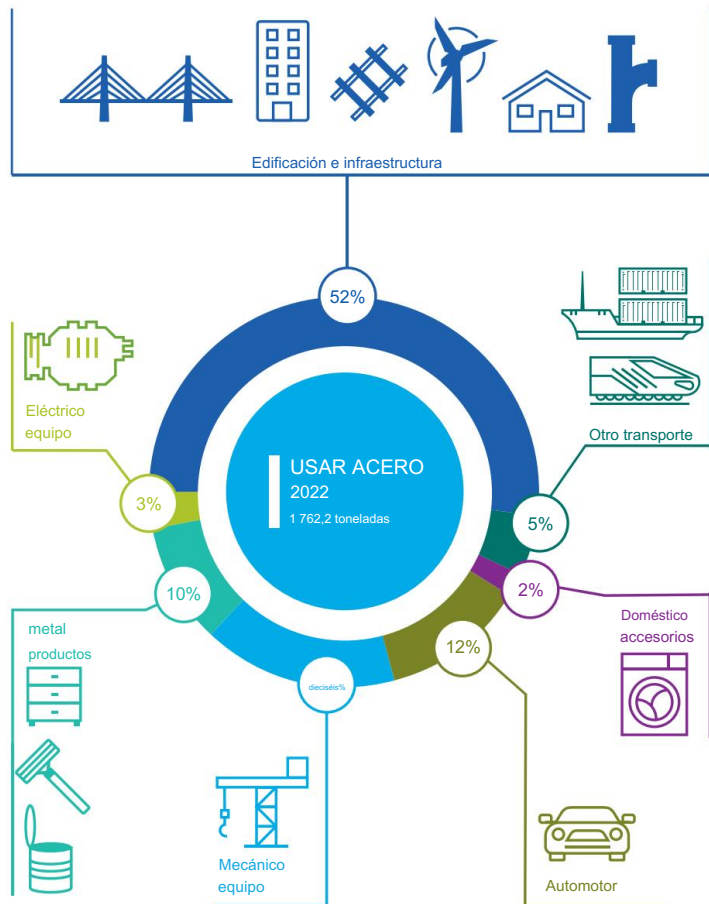 Edificación e infraestructura
52%
Eléctrico
equipo
Otro transporte
USAR ACERO
2022
1 762,2 toneladas
3%
5%
10%
2%
metal
productos
Doméstico
accesorios
12%
dieciséis%
Mecánico
equipo
Automotor